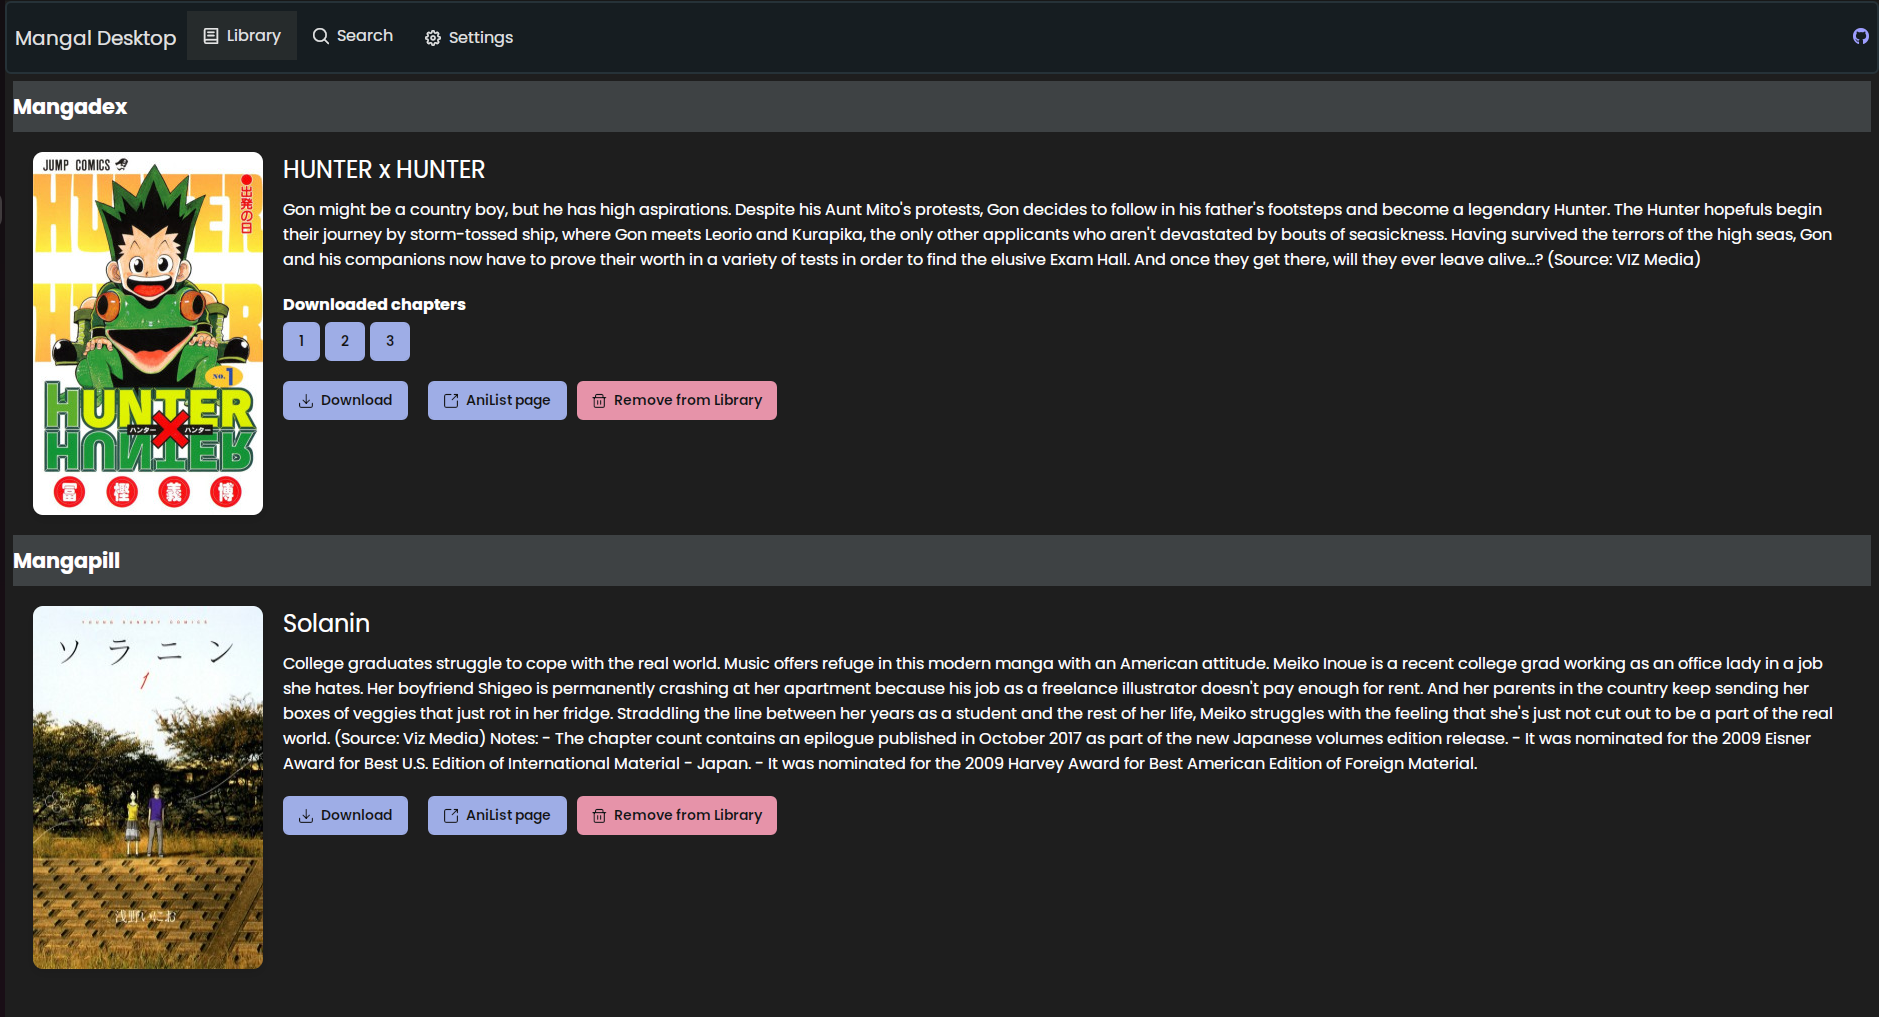 Mangal Desktop Library Search Settings
Mangadex
JUMP COMICS
HUNTER
HUNTER
●出発の日
NO.1
HUNTER
ハンター×ハンター
HUNTER
冨樫義博
HUNTER x HUNTER
Gon might be a country boy, but he has high aspirations. Despite his Aunt Mito's protests, Gon decides to follow in his father's footsteps and become a legendary Hunter. The Hunter hopefuls begin
their journey by storm-tossed ship, where Gon meets Leorio and Kurapika, the only other applicants who aren't devastated by bouts of seasickness. Having survived the terrors of the high seas, Gon
and his companions now have to prove their worth in a variety of tests in order to find the elusive Exam Hall. And once they get there, will they ever leave alive...? (Source: VIZ Media)
Downloaded chapters
1 2 3
Download AniList page Remove from Library
Mangapill
YOUNG SUNDAY COMICS
ソラニン
1
浅野いにお
Solanin
College graduates struggle to cope with the real world. Music offers refuge in this modern manga with an American attitude. Meiko Inoue is a recent college grad working as an office lady in a job
she hates. Her boyfriend Shigeo is permanently crashing at her apartment because his job as a freelance illustrator doesn't pay enough for rent. And her parents in the country keep sending her
boxes of veggies that just rot in her fridge. Straddling the line between her years as a student and the rest of her life, Meiko struggles with the feeling that she's just not cut out to be a part of the real
world. (Source: Viz Media) Notes: - The chapter count contains an epilogue published in October 2017 as part of the new Japanese volumes edition release. - It was nominated for the 2009 Eisner
Award for Best U.S. Edition of International Material - Japan. - It was nominated for the 2009 Harvey Award for Best American Edition of Foreign Material.
Download AniList page Remove from Library